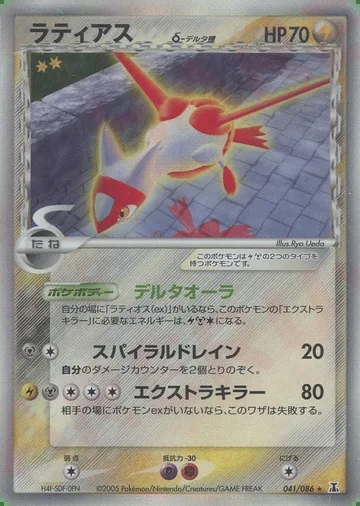 ラティアス δ-デルタ種 HP70
δ
たね
Illus.Ryo Ueda
このポケモンは の2つのタイプを
持つポケモンです。
ポケボディー デルタオーラ
自分の場に「ラティオス(ex)」がいるなら、このポケモンの「エクストラ
キラー」に必要なエネルギーは、 になる。
スパイラルドレイン 20
自分のダメージカウンターを2個とりのぞく。
エクストラキラー 80
相手の場にポケモンexがいないなら、このワザは失敗する。
弱点 抵抗力 -30 にげる
H4F-SDF-0FN ©2005 Pokémon/Nintendo/Creatures/GAME FREAK 041/086 ★